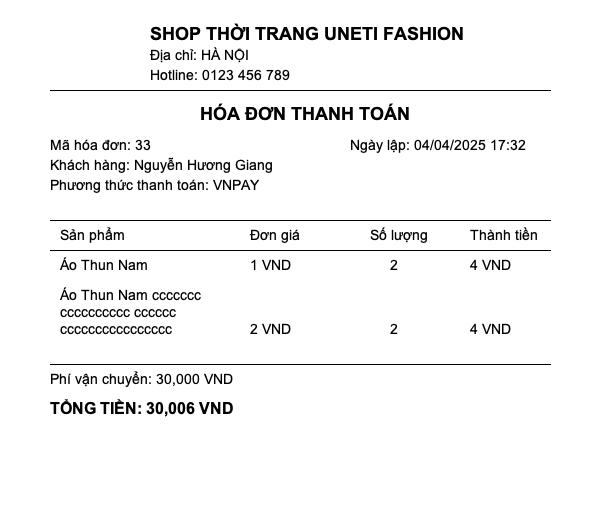 SHOP THỜI TRANG UNETI FASHION
Địa chỉ: HÀ NỘI
Hotline: 0123 456 789
HÓA ĐƠN THANH TOÁN
Mã hóa đơn: 33 Ngày lập: 04/04/2025 17:32
Khách hàng: Nguyễn Hương Giang
Phương thức thanh toán: VNPAY
Sản phẩm Đơn giá Số lượng Thành tiền
Áo Thun Nam 1 VND 2 4 VND
Áo Thun Nam ccccccc
cccccccccc cccccc
cccccccccccccccc 2 VND 2 4 VND
Phí vận chuyển: 30,000 VND
TỔNG TIỀN: 30,006 VND